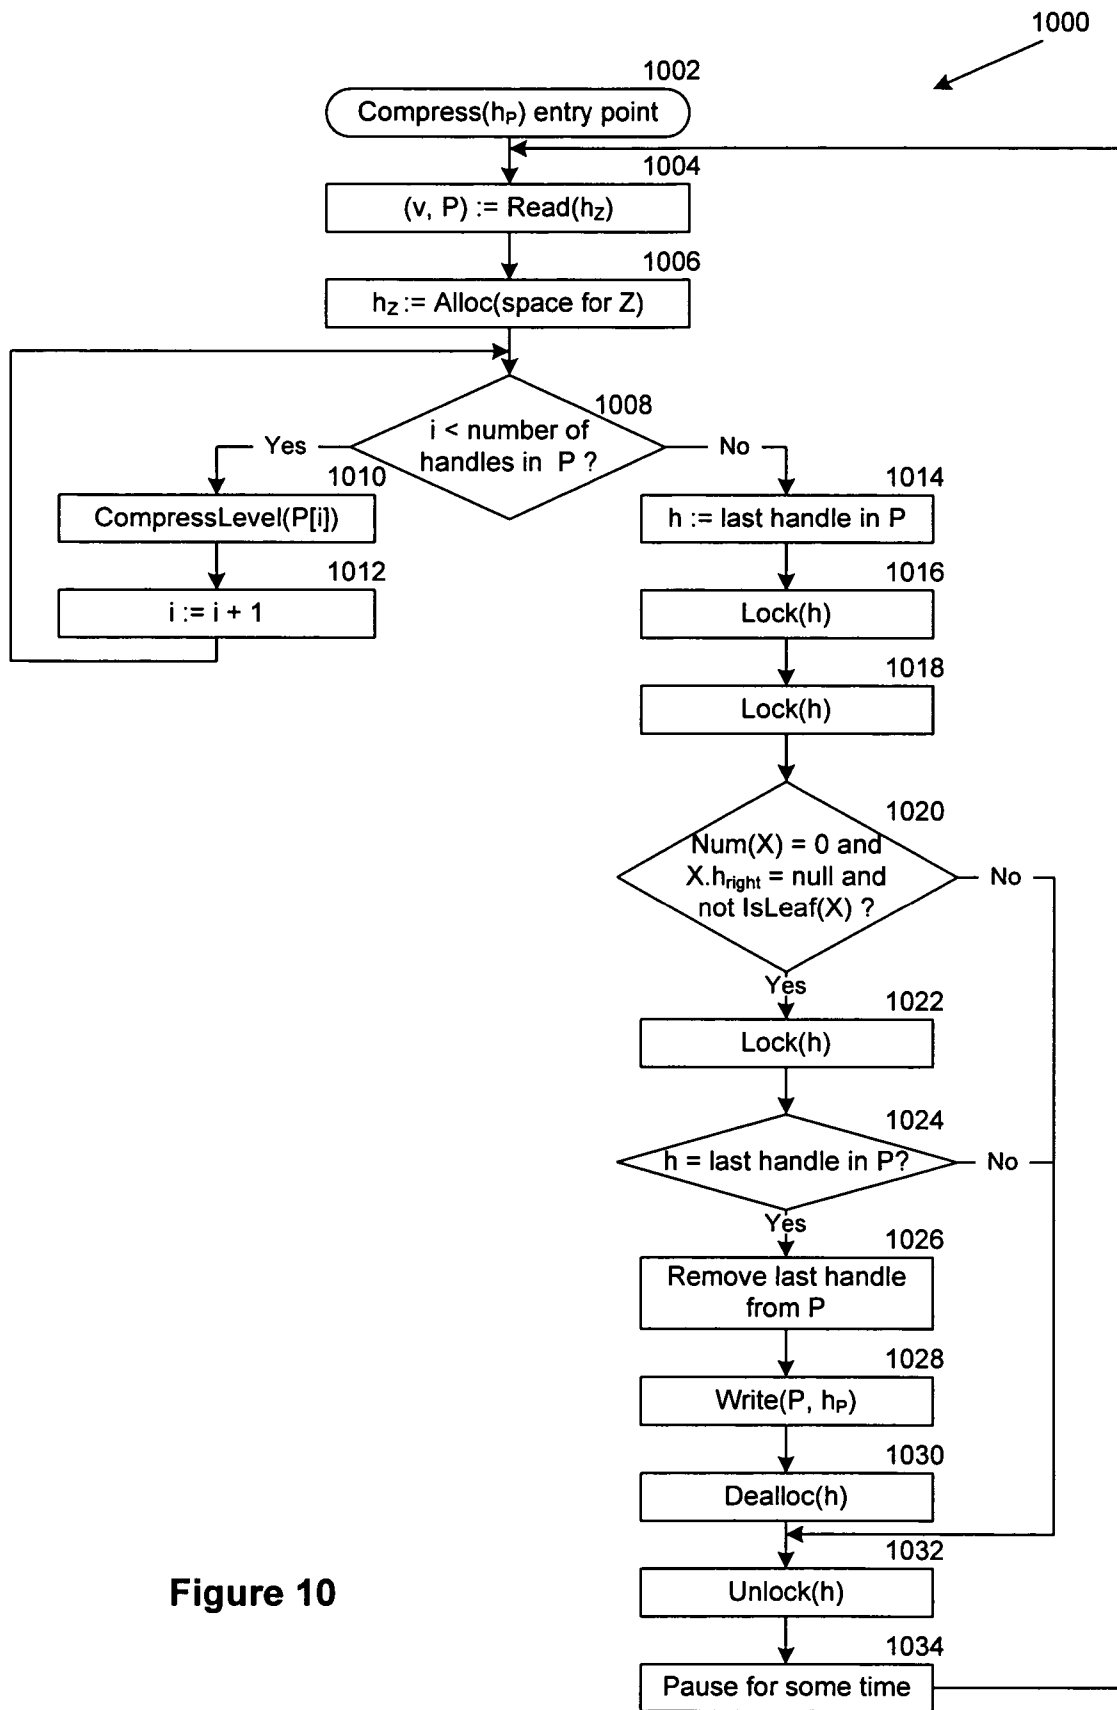 1000
1002
Compress(hP) entry point
1004
(v, P) := Read(hZ)
1006
hZ := Alloc(space for Z)
1008
i < number of
handles in P ?
Yes
No
1010
CompressLevel(P[i])
1012
i := i + 1
1014
h := last handle in P
1016
Lock(h)
1018
Lock(h)
1020
Num(X) = 0 and
X.hright = null and
not IsLeaf(X) ?
No
Yes
1022
Lock(h)
1024
h = last handle in P?
No
Yes
1026
Remove last handle
from P
1028
Write(P, hP)
1030
Dealloc(h)
1032
Unlock(h)
1034
Pause for some time
Figure 10